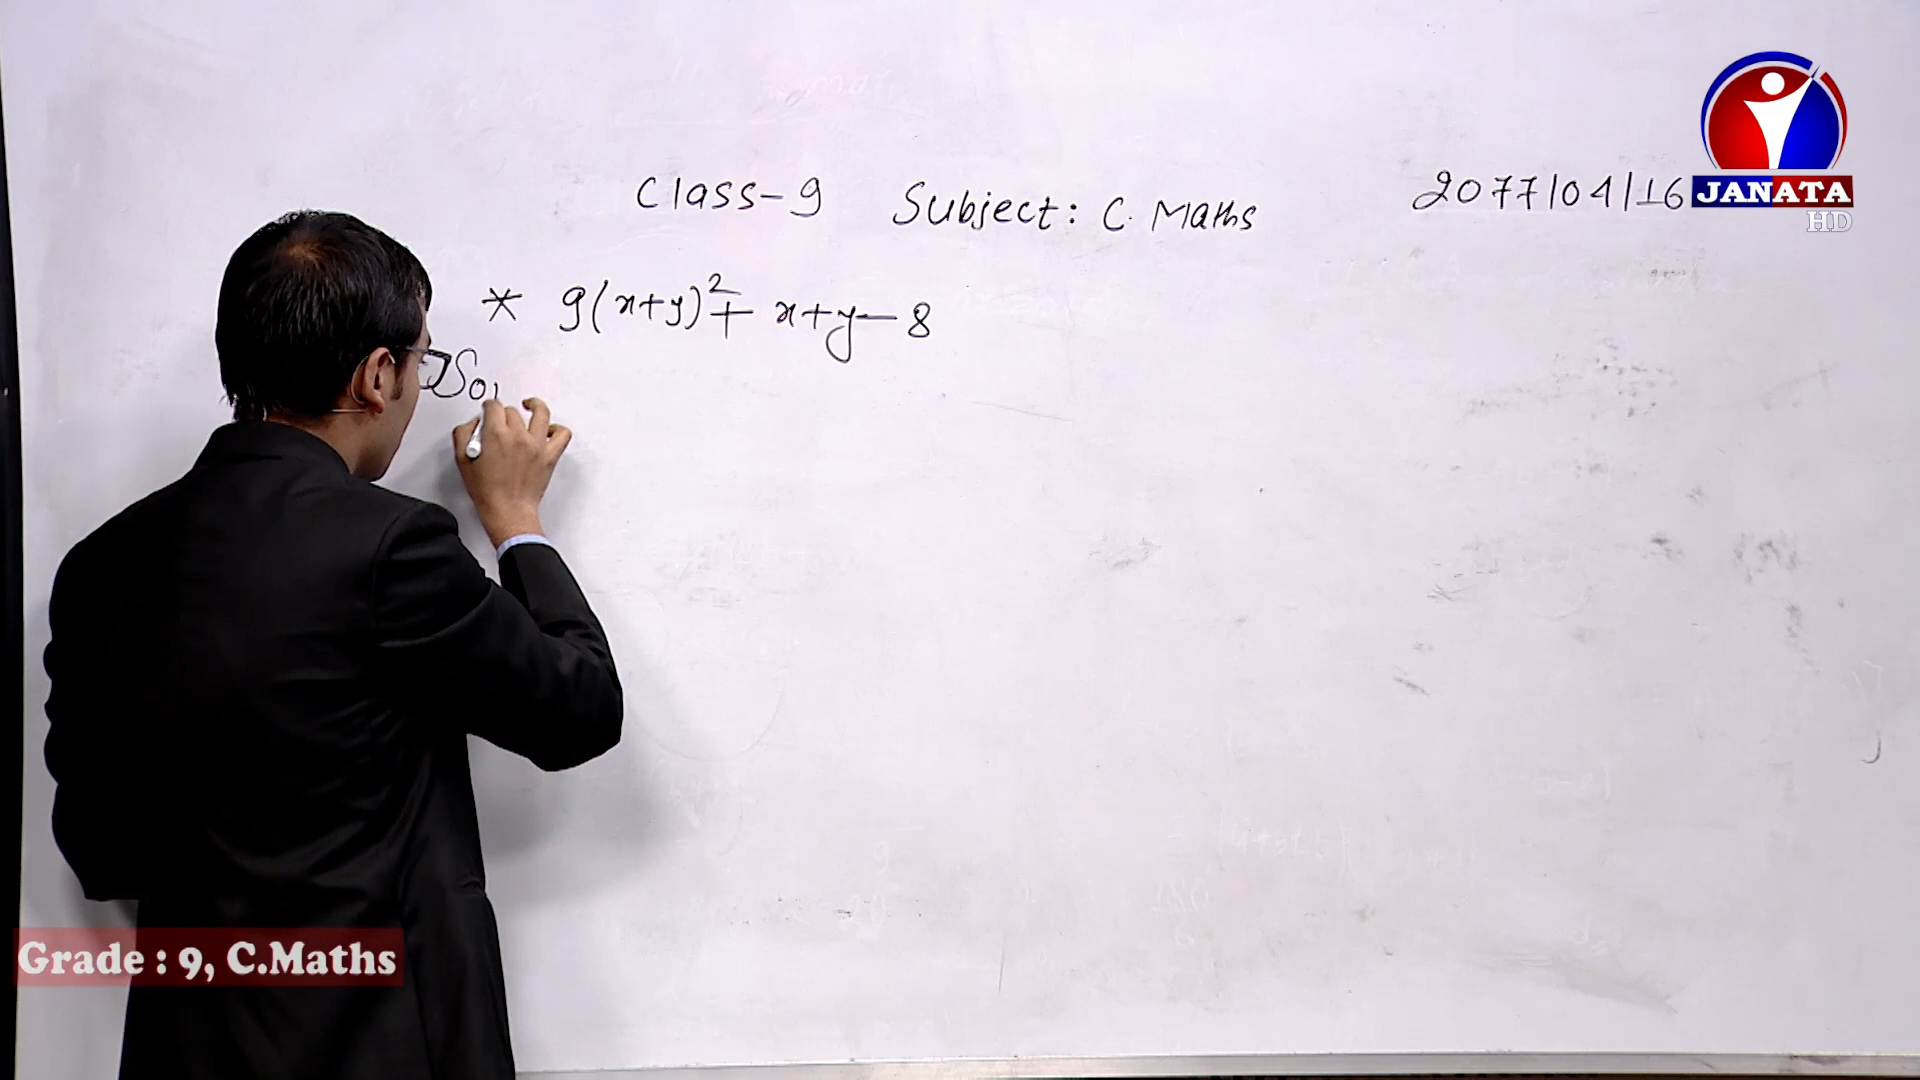 Class-9 Subject: C. Maths 2077/04/16
JANATA
HD
* 9(x+y)²+ x+y-8
So
Grade : 9, C.Maths